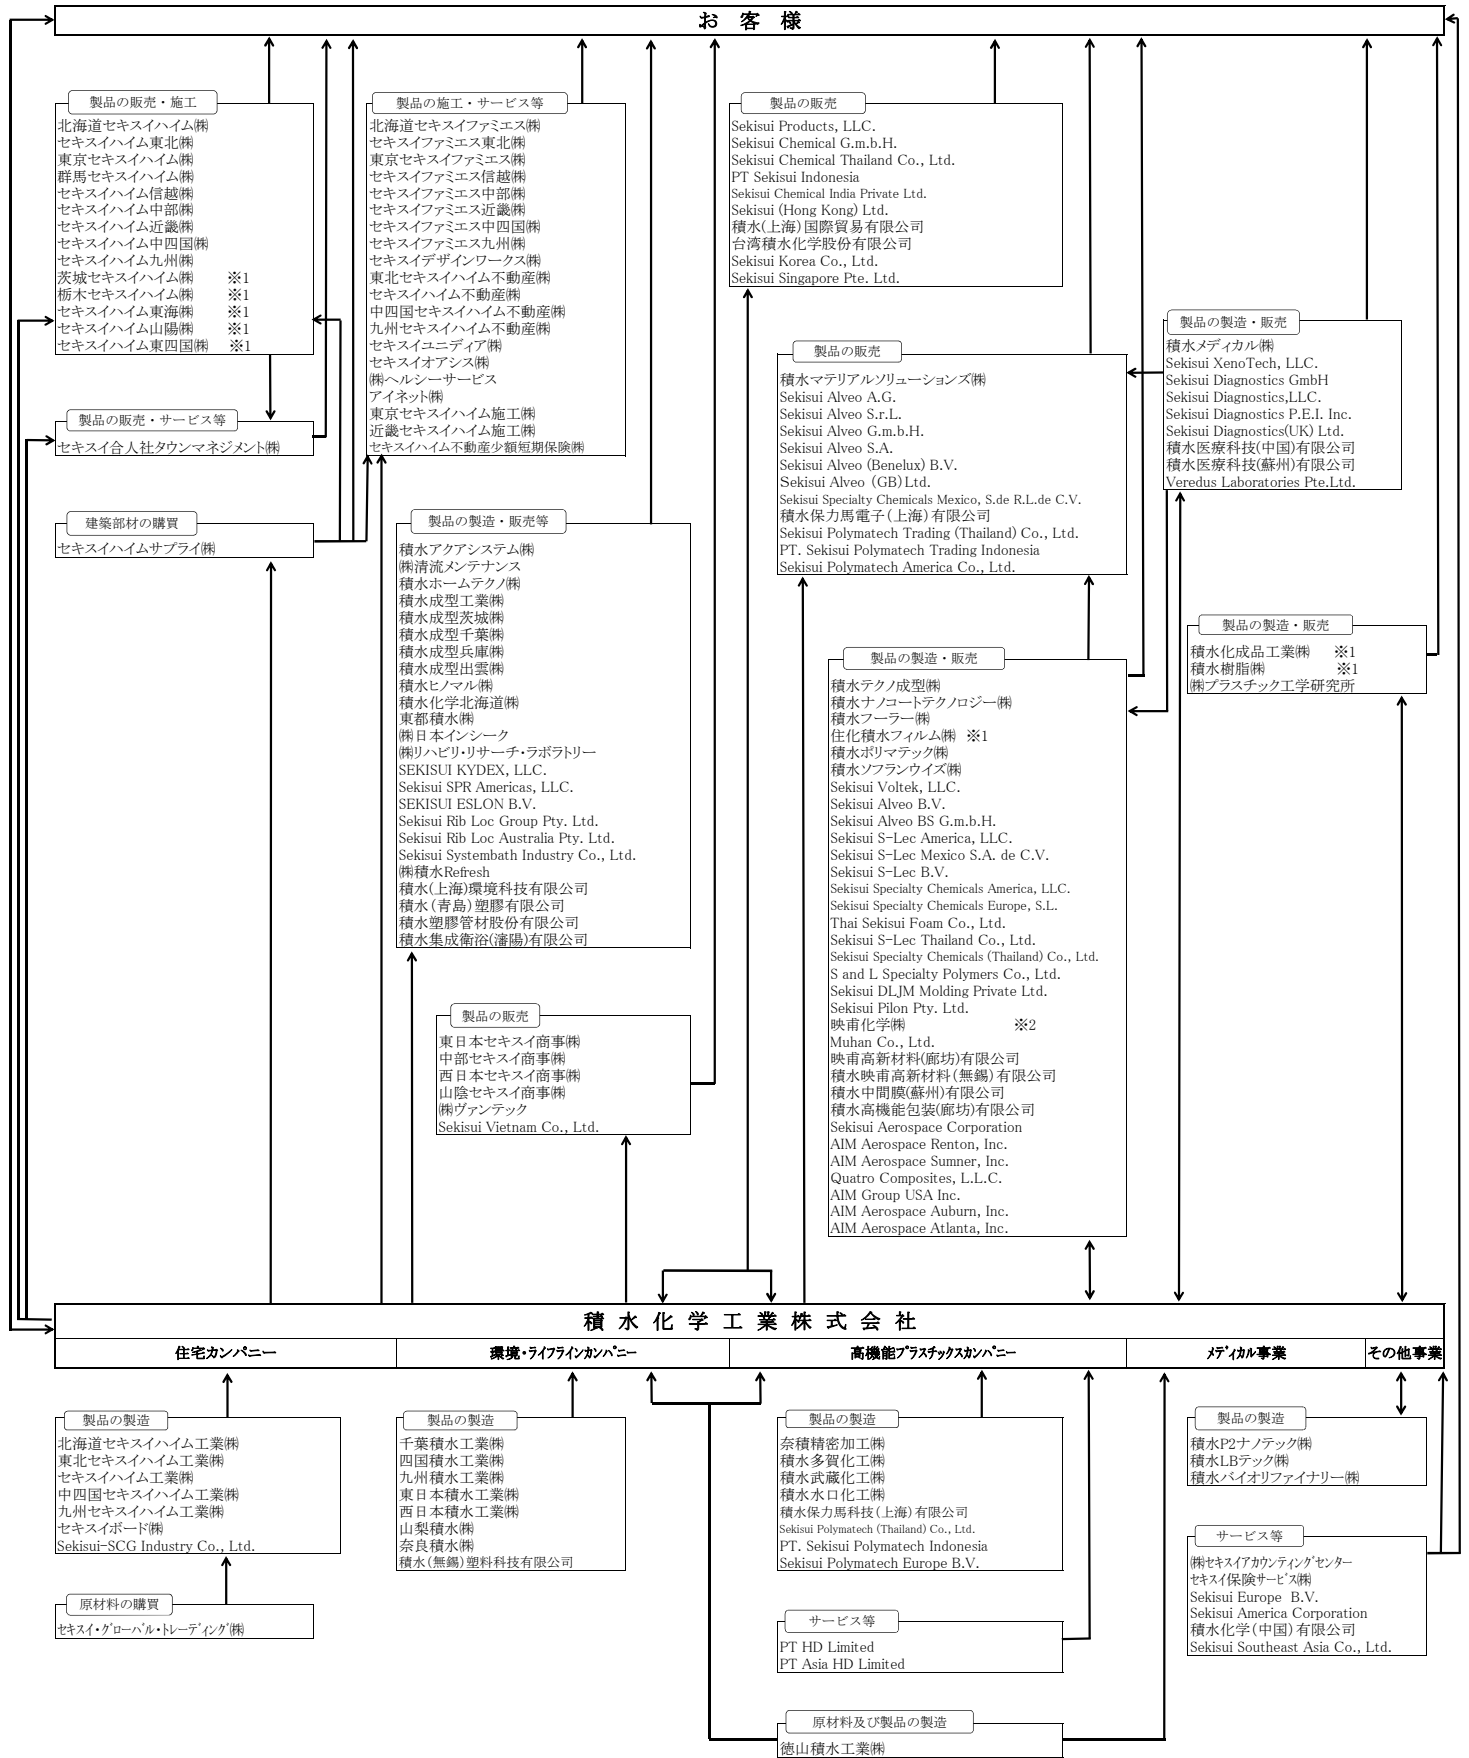 お 客 様
製品の販売・施工
北海道セキスイハイム㈱
セキスイハイム東北㈱
東京セキスイハイム㈱
群馬セキスイハイム㈱
セキスイハイム信越㈱
セキスイハイム中部㈱
セキスイハイム近畿㈱
セキスイハイム中四国㈱
セキスイハイム九州㈱
茨城セキスイハイム㈱ ※1
栃木セキスイハイム㈱ ※1
セキスイハイム東海㈱ ※1
セキスイハイム山陽㈱ ※1
セキスイハイム東四国㈱ ※1
製品の販売・サービス等
セキスイ合人社タウンマネジメント㈱
建築部材の購買
セキスイハイムサプライ㈱
製品の施工・サービス等
北海道セキスイファミエス㈱
セキスイファミエス東北㈱
東京セキスイファミエス㈱
セキスイファミエス信越㈱
セキスイファミエス中部㈱
セキスイファミエス近畿㈱
セキスイファミエス中四国㈱
セキスイファミエス九州㈱
セキスイデザインワークス㈱
東北セキスイハイム不動産㈱
セキスイハイム不動産㈱
中四国セキスイハイム不動産㈱
九州セキスイハイム不動産㈱
セキスイユニディア㈱
セキスイオアシス㈱
㈱ヘルシーサービス
アイネット㈱
東京セキスイハイム施工㈱
近畿セキスイハイム施工㈱
セキスイハイム不動産少額短期保険㈱
製品の製造・販売等
積水アクアシステム㈱
㈱清流メンテナンス
積水ホームテクノ㈱
積水成型工業㈱
積水成型茨城㈱
積水成型千葉㈱
積水成型兵庫㈱
積水成型出雲㈱
積水ヒノマル㈱
積水化学北海道㈱
東都積水㈱
㈱日本インシーク
㈱リハビリ・リサーチ・ラボラトリー
SEKISUI KYDEX, LLC.
Sekisui SPR Americas, LLC.
SEKISUI ESLON B.V.
Sekisui Rib Loc Group Pty. Ltd.
Sekisui Rib Loc Australia Pty. Ltd.
Sekisui Systembath Industry Co., Ltd.
㈱積水Refresh
積水(上海)環境科技有限公司
積水（青島）塑膠有限公司
積水塑膠管材股份有限公司
積水集成衛浴(瀋陽)有限公司
製品の販売
東日本セキスイ商事㈱
中部セキスイ商事㈱
西日本セキスイ商事㈱
山陰セキスイ商事㈱
㈱ヴァンテック
Sekisui Vietnam Co., Ltd.
製品の販売
Sekisui Products, LLC.
Sekisui Chemical G.m.b.H.
Sekisui Chemical Thailand Co., Ltd.
PT Sekisui Indonesia
Sekisui Chemical India Private Ltd.
Sekisui (Hong Kong) Ltd.
積水(上海)国際貿易有限公司
台湾積水化学股份有限公司
Sekisui Korea Co., Ltd.
Sekisui Singapore Pte. Ltd.
製品の販売
積水マテリアルソリューションズ㈱
Sekisui Alveo A.G.
Sekisui Alveo S.r.L.
Sekisui Alveo G.m.b.H.
Sekisui Alveo S.A.
Sekisui Alveo (Benelux) B.V.
Sekisui Alveo (GB)Ltd.
Sekisui Specialty Chemicals Mexico, S.de R.L.de C.V.
積水保力馬電子（上海）有限公司
Sekisui Polymatech Trading (Thailand) Co., Ltd.
PT. Sekisui Polymatech Trading Indonesia
Sekisui Polymatech America Co., Ltd.
製品の製造・販売
積水テクノ成型㈱
積水ナノコートテクノロジー㈱
積水フーラー㈱
住化積水フィルム㈱ ※1
積水ポリマテック㈱
積水ソフランウイズ㈱
Sekisui Voltek, LLC.
Sekisui Alveo B.V.
Sekisui Alveo BS G.m.b.H.
Sekisui S-Lec America, LLC.
Sekisui S-Lec Mexico S.A. de C.V.
Sekisui S-Lec B.V.
Sekisui Specialty Chemicals America, LLC.
Sekisui Specialty Chemicals Europe, S.L.
Thai Sekisui Foam Co., Ltd.
Sekisui S-Lec Thailand Co., Ltd.
Sekisui Specialty Chemicals (Thailand) Co., Ltd.
S and L Specialty Polymers Co., Ltd.
Sekisui DLJM Molding Private Ltd.
Sekisui Pilon Pty. Ltd.
映甫化学㈱ ※2
Muhan Co., Ltd.
映甫高新材料(廊坊)有限公司
積水映甫高新材料（無錫）有限公司
積水中間膜(蘇州)有限公司
積水高機能包装(廊坊)有限公司
Sekisui Aerospace Corporation
AIM Aerospace Renton, Inc.
AIM Aerospace Sumner, Inc.
Quatro Composites, L.L.C.
AIM Group USA Inc.
AIM Aerospace Auburn, Inc.
AIM Aerospace Atlanta, Inc.
製品の製造・販売
積水メディカル㈱
Sekisui XenoTech, LLC.
Sekisui Diagnostics GmbH
Sekisui Diagnostics,LLC.
Sekisui Diagnostics P.E.I. Inc.
Sekisui Diagnostics(UK) Ltd.
積水医療科技(中国)有限公司
積水医療科技(蘇州)有限公司
Veredus Laboratories Pte.Ltd.
製品の製造・販売
積水化成品工業㈱ ※1
積水樹脂㈱ ※1
㈱プラスチック工学研究所
積 水 化 学 工 業 株 式 会 社
住宅カンパニー
環境・ライフラインカンパニー
高機能プラスチックスカンパニー
メディカル事業
その他事業
製品の製造
北海道セキスイハイム工業㈱
東北セキスイハイム工業㈱
セキスイハイム工業㈱
中四国セキスイハイム工業㈱
九州セキスイハイム工業㈱
セキスイボード㈱
Sekisui-SCG Industry Co., Ltd.
原材料の購買
セキスイ・グローバル・トレーディング㈱
製品の製造
千葉積水工業㈱
四国積水工業㈱
九州積水工業㈱
東日本積水工業㈱
西日本積水工業㈱
山梨積水㈱
奈良積水㈱
積水（無錫）塑料科技有限公司
製品の製造
奈積精密加工㈱
積水多賀化工㈱
積水武蔵化工㈱
積水水口化工㈱
積水保力馬科技（上海）有限公司
Sekisui Polymatech (Thailand) Co., Ltd.
PT. Sekisui Polymatech Indonesia
Sekisui Polymatech Europe B.V.
サービス等
PT HD Limited
PT Asia HD Limited
原材料及び製品の製造
徳山積水工業㈱
製品の製造
積水P2ナノテック㈱
積水LBテック㈱
積水バイオリファイナリー㈱
サービス等
㈱セキスイアカウンティングセンター
セキスイ保険サービス㈱
Sekisui Europe B.V.
Sekisui America Corporation
積水化学（中国）有限公司
Sekisui Southeast Asia Co., Ltd.